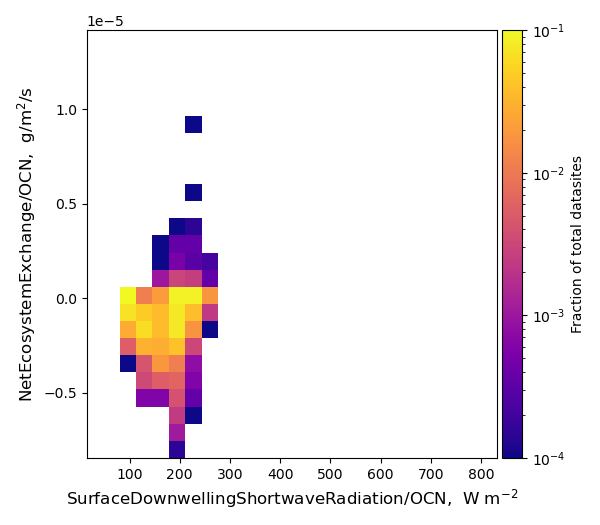 1e−5
1.0
0.5
0.0
−0.5
NetEcosystemExchange/OCN, g/m²/s
100 200 300 400 500 600 700 800
SurfaceDownwellingShortwaveRadiation/OCN, W m⁻²
10⁻¹
10⁻²
10⁻³
10⁻⁴
Fraction of total datasites